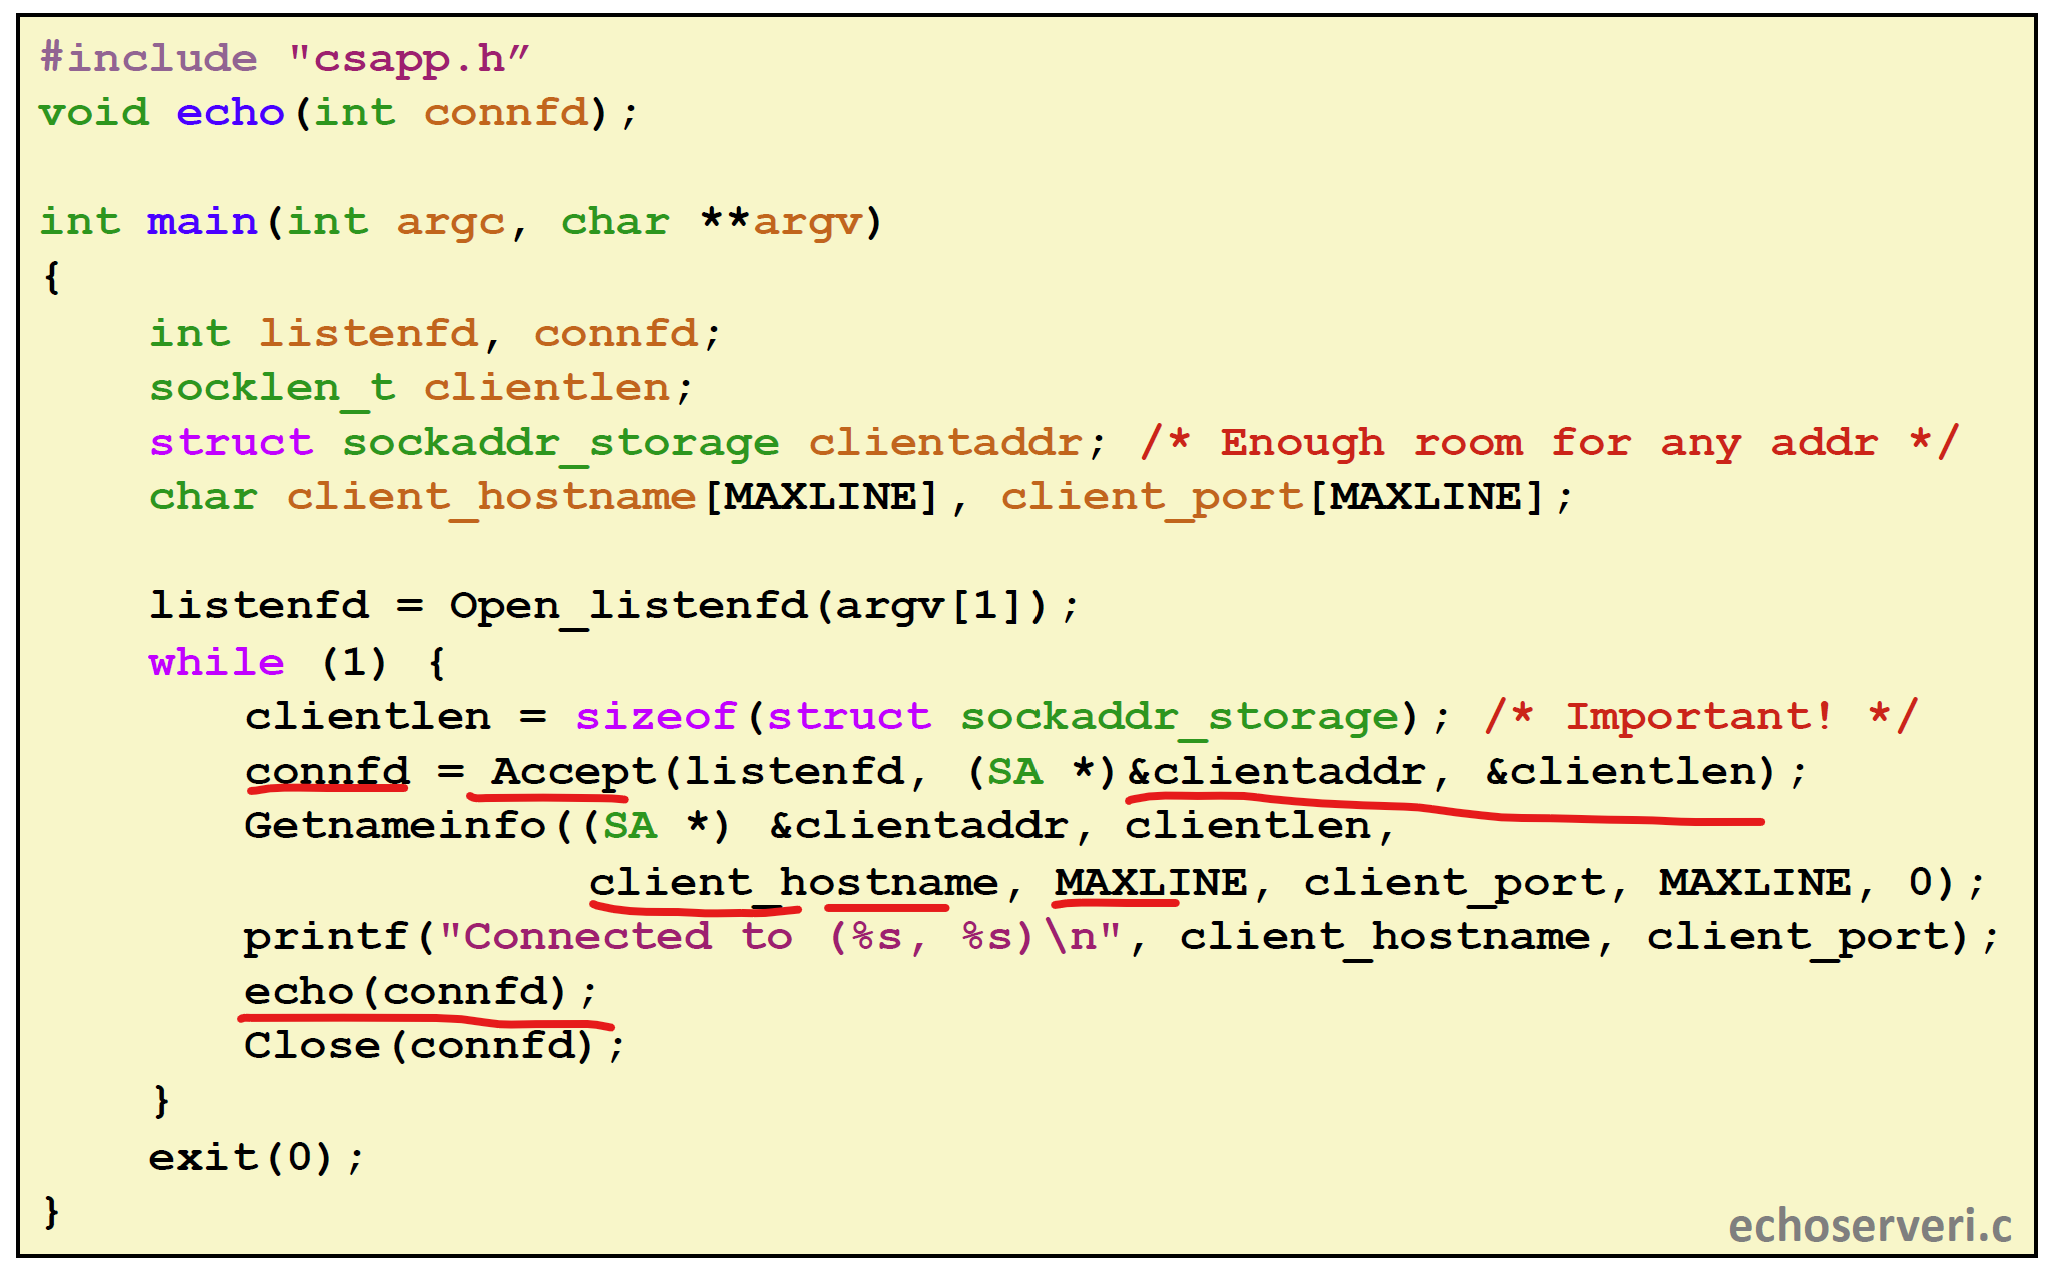 #include "csapp.h”
void echo(int connfd);
int main(int argc, char **argv)
{
int listenfd, connfd;
socklen_t clientlen;
struct sockaddr_storage clientaddr; /* Enough room for any addr */
char client_hostname[MAXLINE], client_port[MAXLINE];
listenfd = Open_listenfd(argv[1]);
while (1) {
clientlen = sizeof(struct sockaddr_storage); /* Important! */
connfd = Accept(listenfd, (SA *)&clientaddr, &clientlen);
Getnameinfo((SA *) &clientaddr, clientlen,
client_hostname, MAXLINE, client_port, MAXLINE, 0);
printf("Connected to (%s, %s)\n", client_hostname, client_port);
echo(connfd);
Close(connfd);
}
exit(0);
}
echoserveri.c